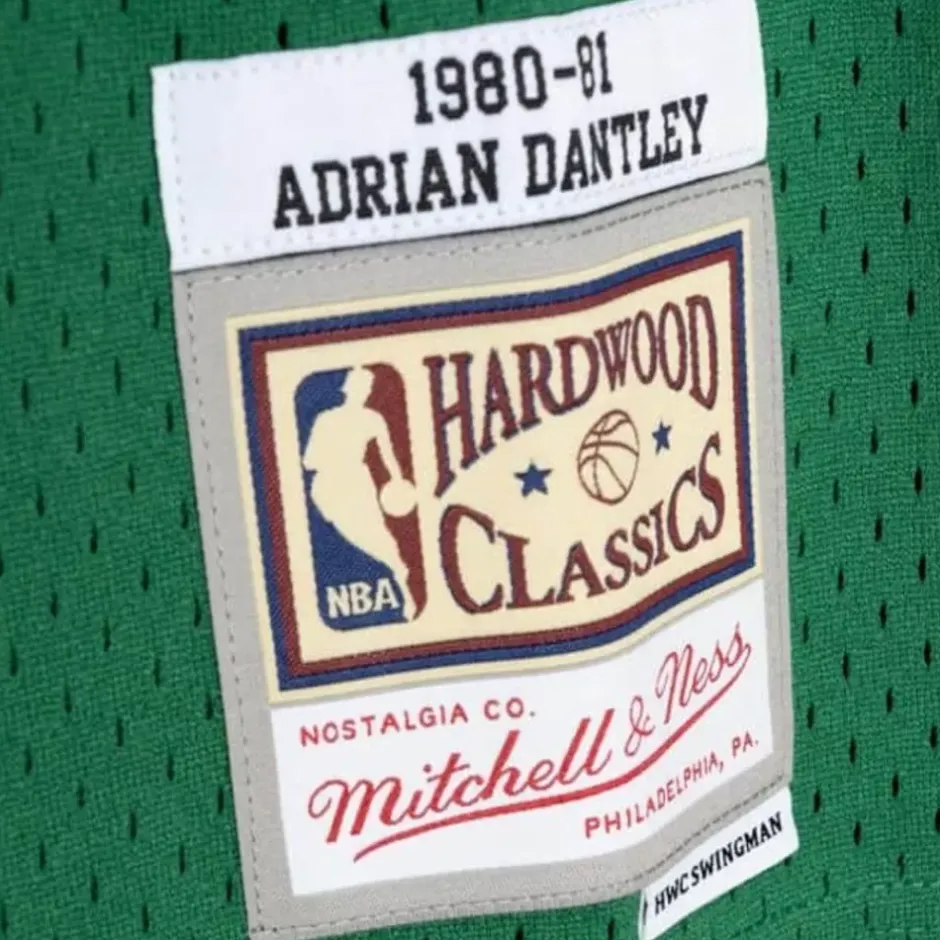 1980-81
ADRIAN DANTLEY
HARDWOOD
CLASSICS
NBA
NOSTALGIA CO.
Mitchell & Ness
PHILADELPHIA, PA.
HWC SWINGMAN